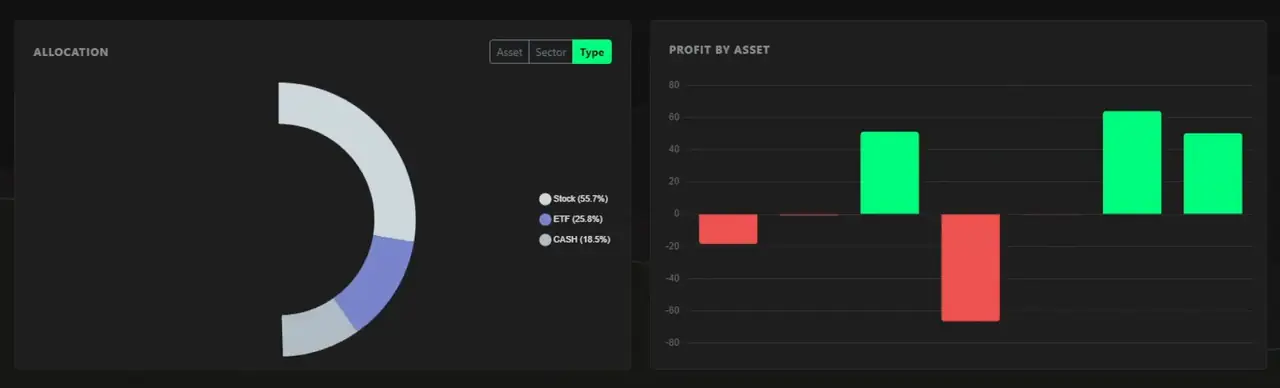 ALLOCATION
Asset Sector Type
Stock (55.7%)
ETF (25.8%)
CASH (18.5%)
PROFIT BY ASSET
80
60
40
20
0
-20
-40
-60
-80